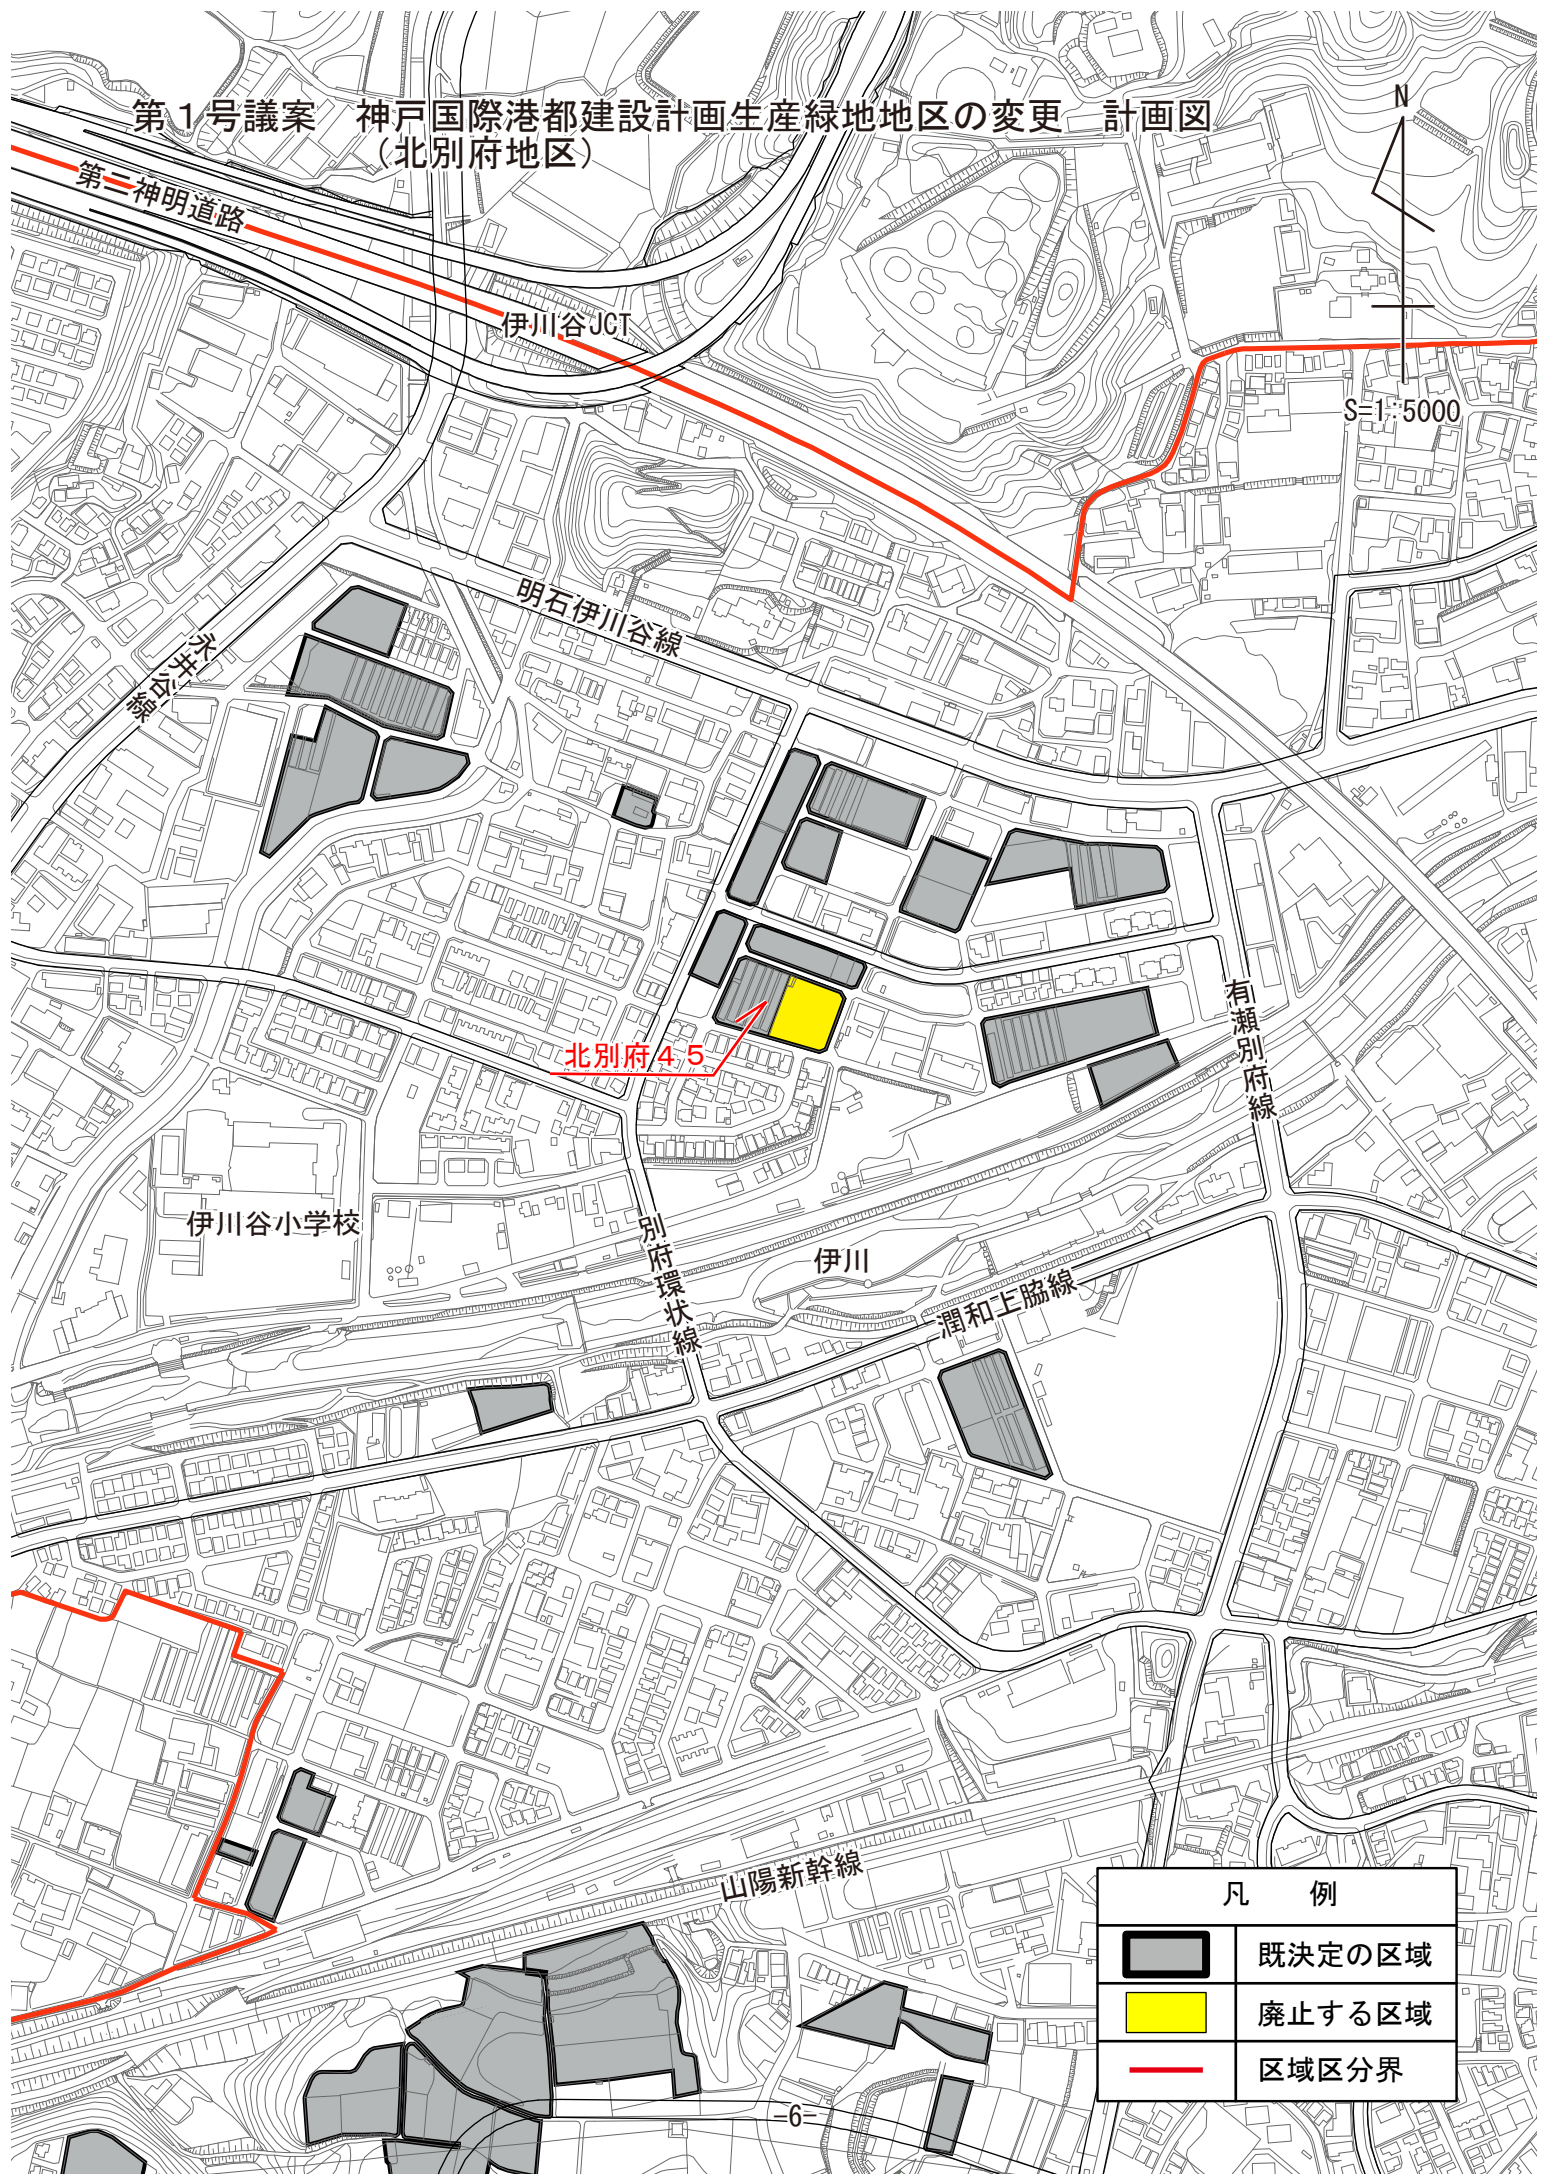 第１号議案　神戸国際港都建設計画生産緑地地区の変更　計画図
（北別府地区）
N
第二神明道路
伊川谷JCT
S=1:5000
明石伊川谷線
永井谷線
有瀬別府線
北別府４５
伊川谷小学校
別府環状線
伊川
潤和上脇線
山陽新幹線
凡　例
既決定の区域
廃止する区域
区域区分界
-6-